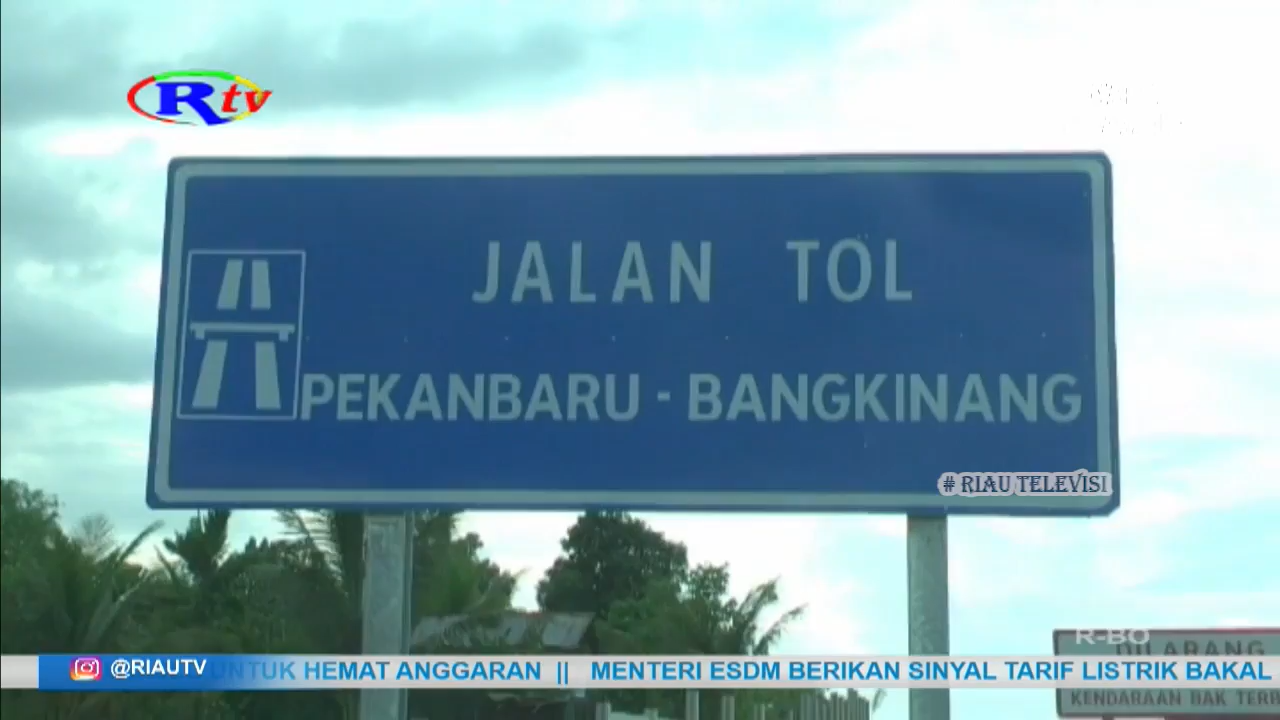 Rtv
JALAN TOL
PEKANBARU - BANGKINANG
# RIAU TELEVISI
R-BO
DILARANG
@RIAUTV UNTUK HEMAT ANGGARAN || MENTERI ESDM BERIKAN SINYAL TARIF LISTRIK BAKAL
KENDARAAN BAK